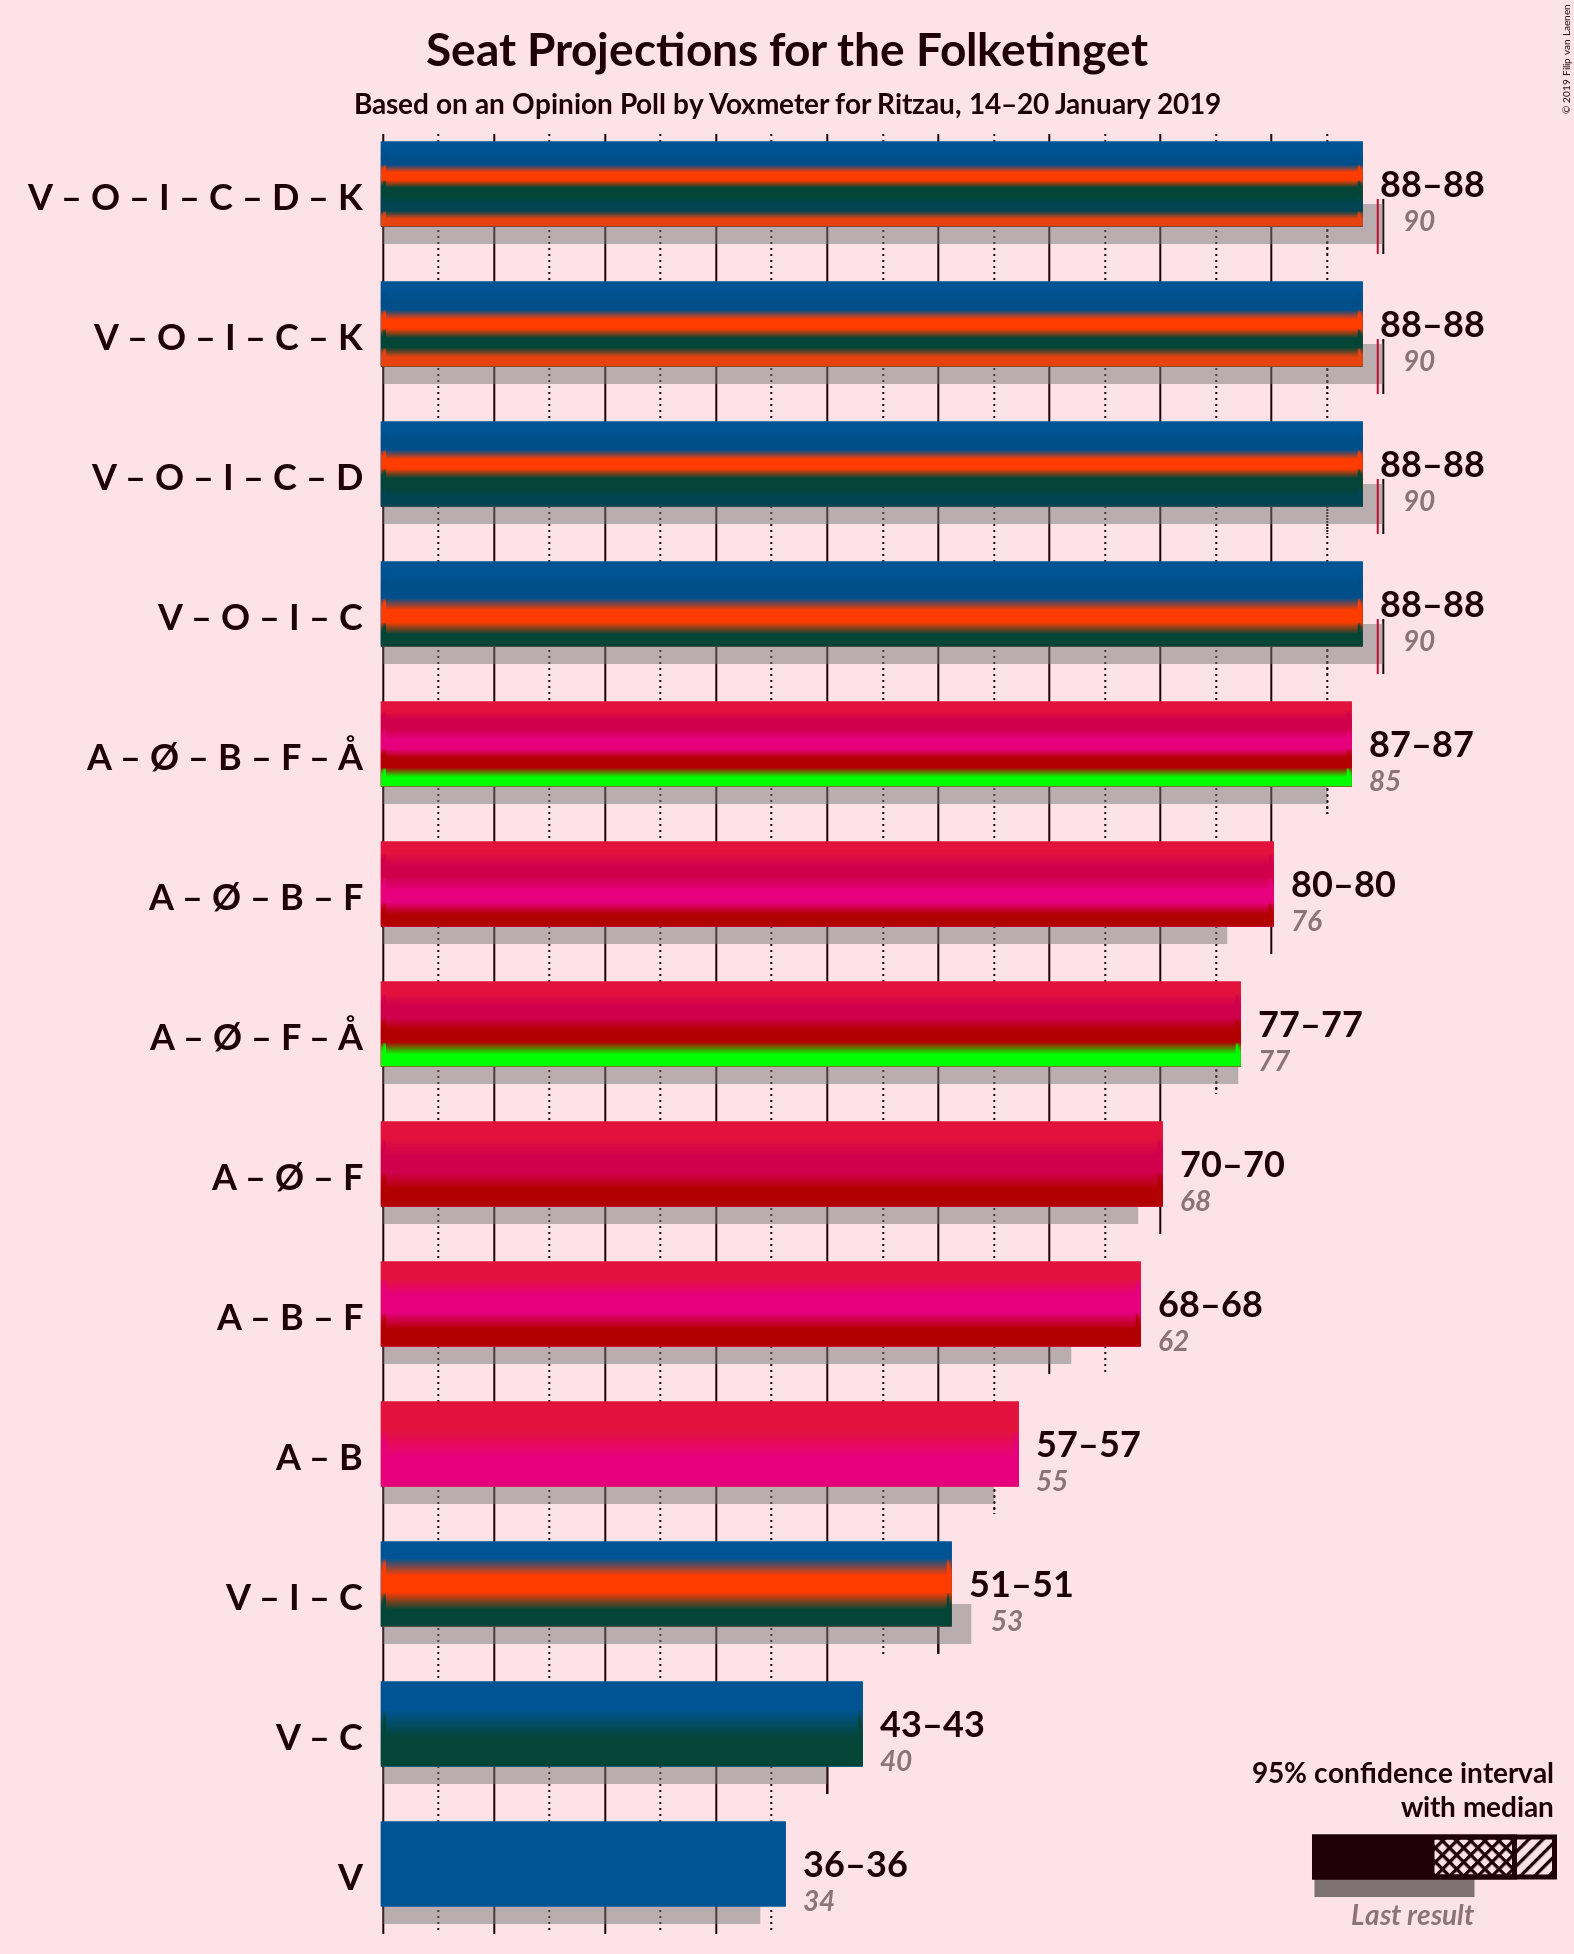 Seat Projections for the Folketinget
Based on an Opinion Poll by Voxmeter for Ritzau, 14–20 January 2019
© 2019 Filip van Laenen
V – O – I – C – D – K
88–88
90
V – O – I – C – K
88–88
90
V – O – I – C – D
88–88
90
V – O – I – C
88–88
90
A – Ø – B – F – Å
87–87
85
A – Ø – B – F
80–80
76
A – Ø – F – Å
77–77
77
A – Ø – F
70–70
68
A – B – F
68–68
62
A – B
57–57
55
V – I – C
51–51
53
V – C
43–43
40
V
36–36
34
95% confidence interval
with median
Last result